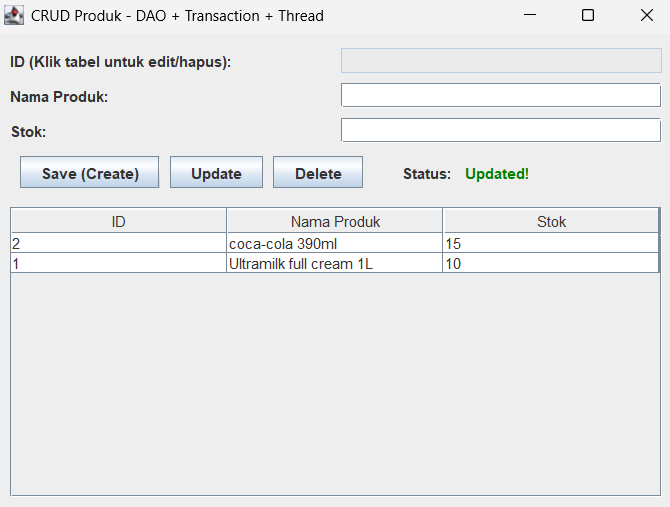 CRUD Produk - DAO + Transaction + Thread
ID (Klik tabel untuk edit/hapus):
Nama Produk:
Stok:
Save (Create) Update Delete Status: Updated!
ID Nama Produk Stok
2 coca-cola 390ml 15
1 Ultramilk full cream 1L 10